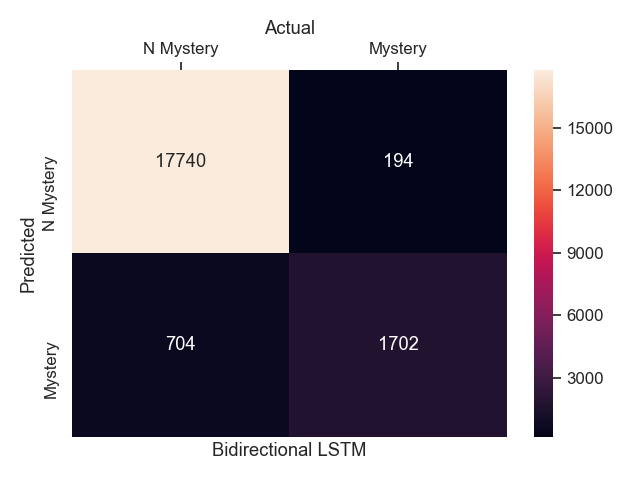 Actual
N Mystery Mystery
Predicted
N Mystery
17740 194
Mystery
704 1702
Bidirectional LSTM
15000
12000
9000
6000
3000